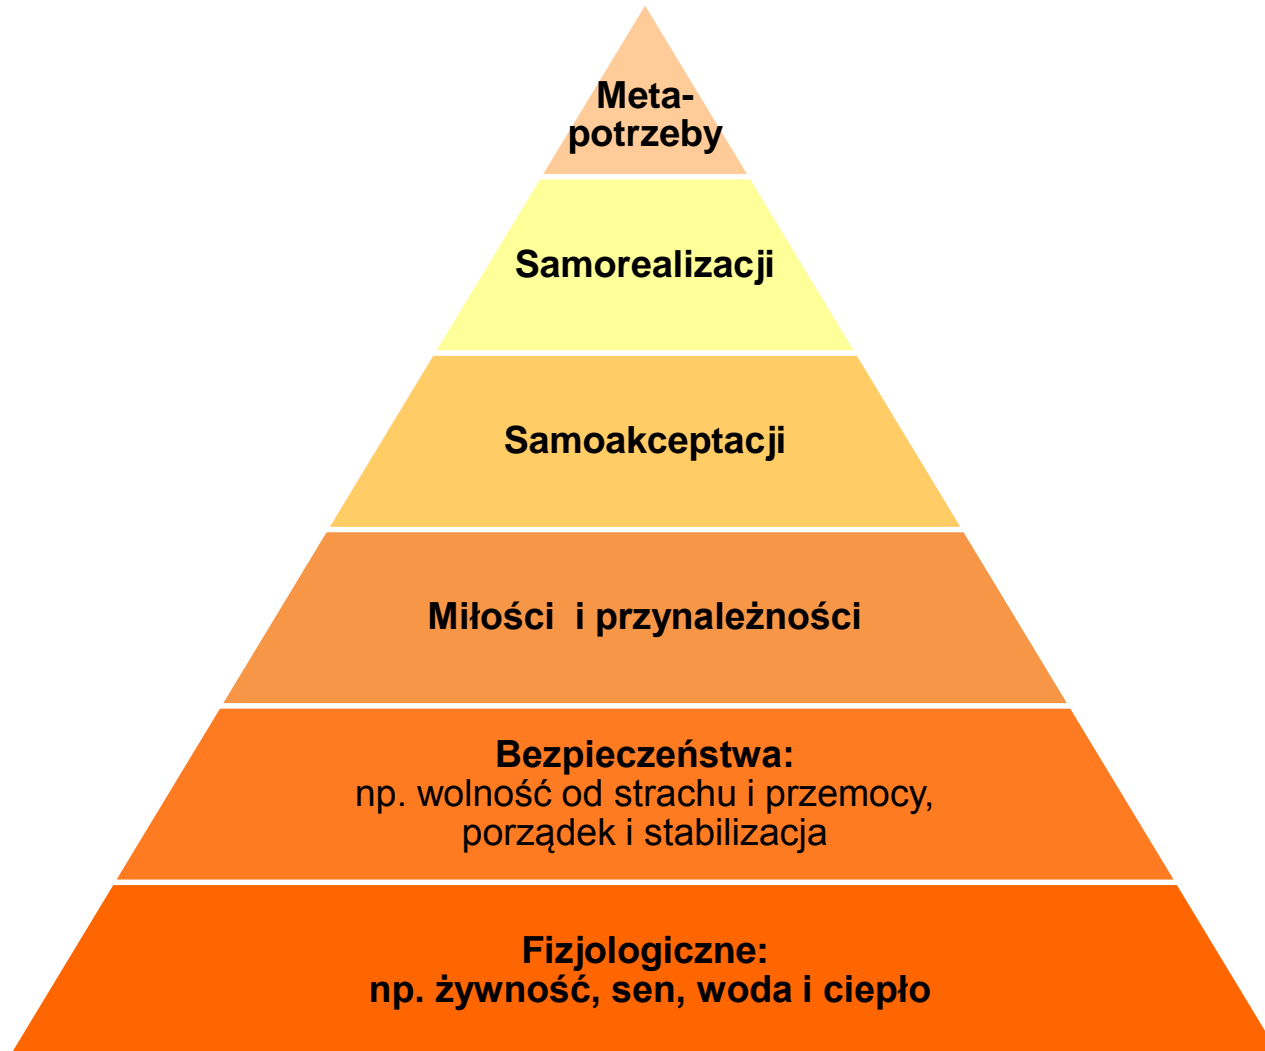 Meta-
potrzeby
Samorealizacji
Samoakceptacji
Miłości  i przynależności
Bezpieczeństwa:
np. wolność od strachu i przemocy,
porządek i stabilizacja
Fizjologiczne:
np. żywność, sen, woda i ciepło